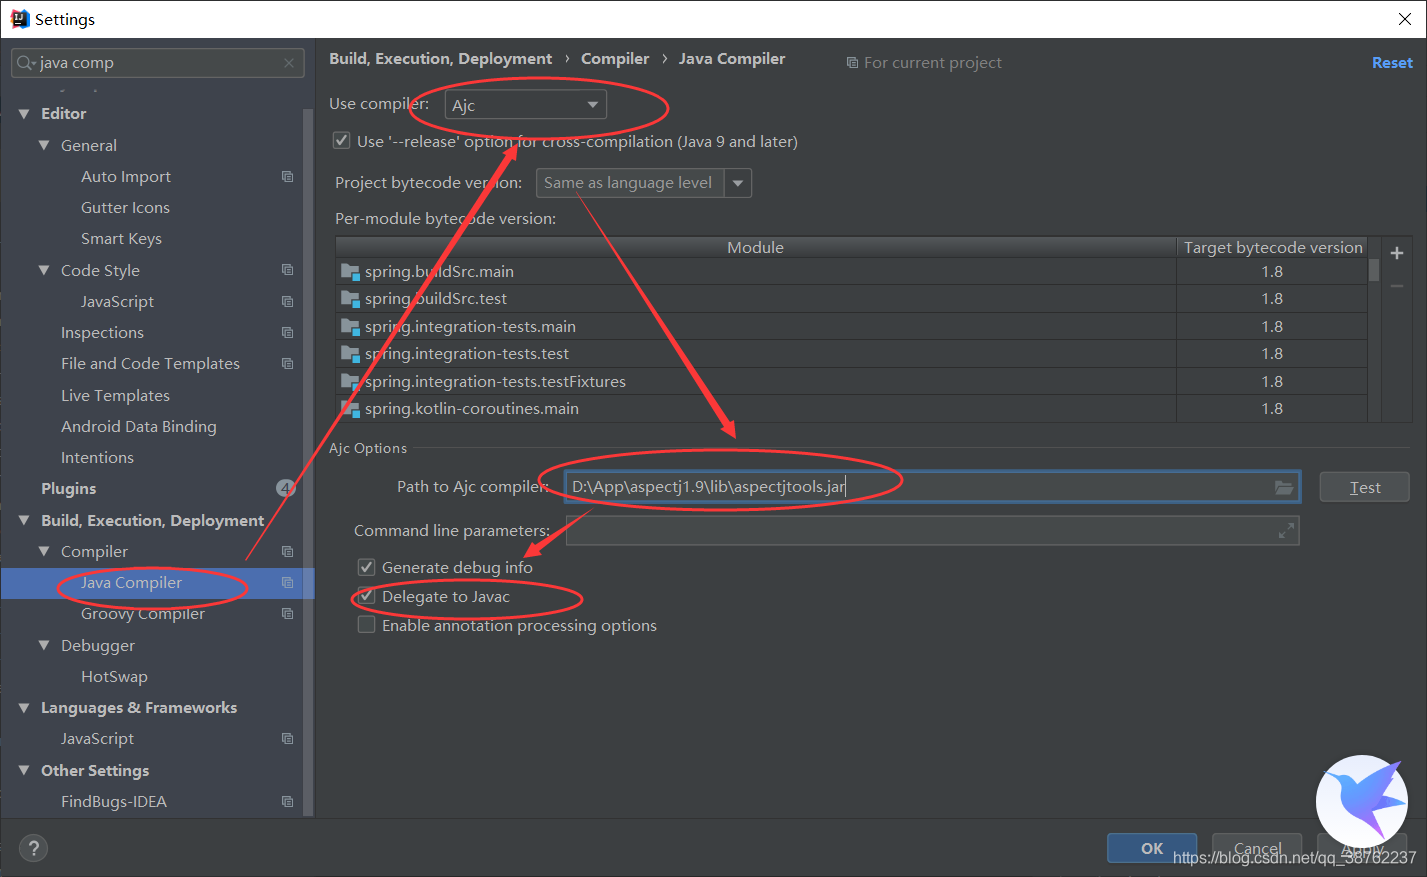 Settings
java comp
Editor
General
Auto Import
Gutter Icons
Smart Keys
Code Style
JavaScript
Inspections
File and Code Templates
Live Templates
Android Data Binding
Intentions
Plugins 4
Build, Execution, Deployment
Compiler
Java Compiler
Groovy Compiler
Debugger
HotSwap
Languages & Frameworks
JavaScript
Other Settings
FindBugs-IDEA
?
Build, Execution, Deployment › Compiler › Java Compiler For current project Reset
Use compiler: Ajc
Use '--release' option for cross-compilation (Java 9 and later)
Project bytecode version: Same as language level
Per-module bytecode version:
Module Target bytecode version
spring.buildSrc.main 1.8
spring.buildSrc.test 1.8
spring.integration-tests.main 1.8
spring.integration-tests.test 1.8
spring.integration-tests.testFixtures 1.8
spring.kotlin-coroutines.main 1.8
Ajc Options
Path to Ajc compiler: D:\App\aspectj1.9\lib\aspectjtools.jar Test
Command line parameters:
Generate debug info
Delegate to Javac
Enable annotation processing options
OK Cancel Apply
https://blog.csdn.net/qq_38762237